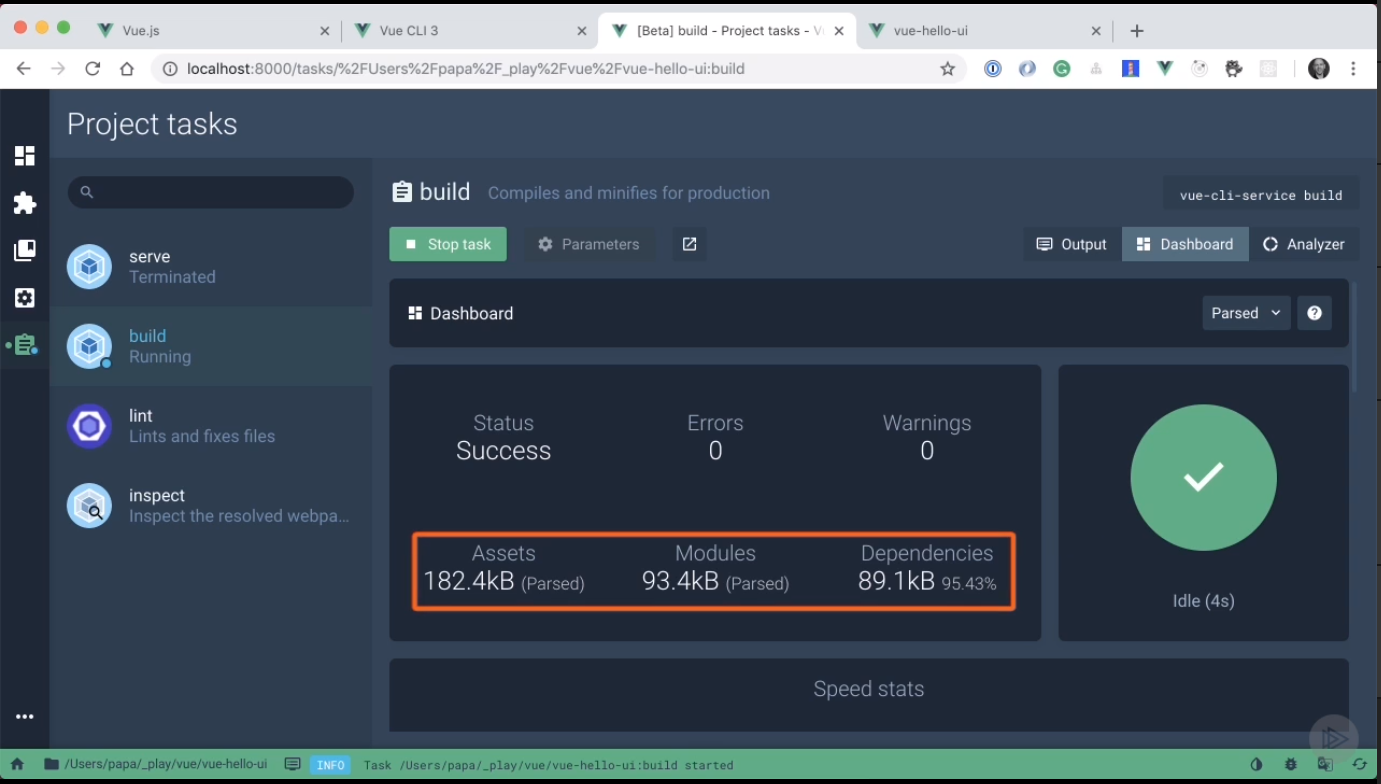 Vue.js
Vue CLI 3
[Beta] build - Project tasks - V
vue-hello-ui
localhost:8000/tasks/%2FUsers%2Fpapa%2F_play%2Fvue%2Fvue-hello-ui:build
Project tasks
serve
Terminated
build
Running
lint
Lints and fixes files
inspect
Inspect the resolved webpa...
build Compiles and minifies for production
vue-cli-service build
Stop task Parameters
Output Dashboard Analyzer
Dashboard
Parsed
Status Errors Warnings
Success 0 0
Assets Modules Dependencies
182.4kB (Parsed) 93.4kB (Parsed) 89.1kB 95.43%
Idle (4s)
Speed stats
/Users/papa/_play/vue/vue-hello-ui INFO Task /Users/papa/_play/vue/vue-hello-ui:build started